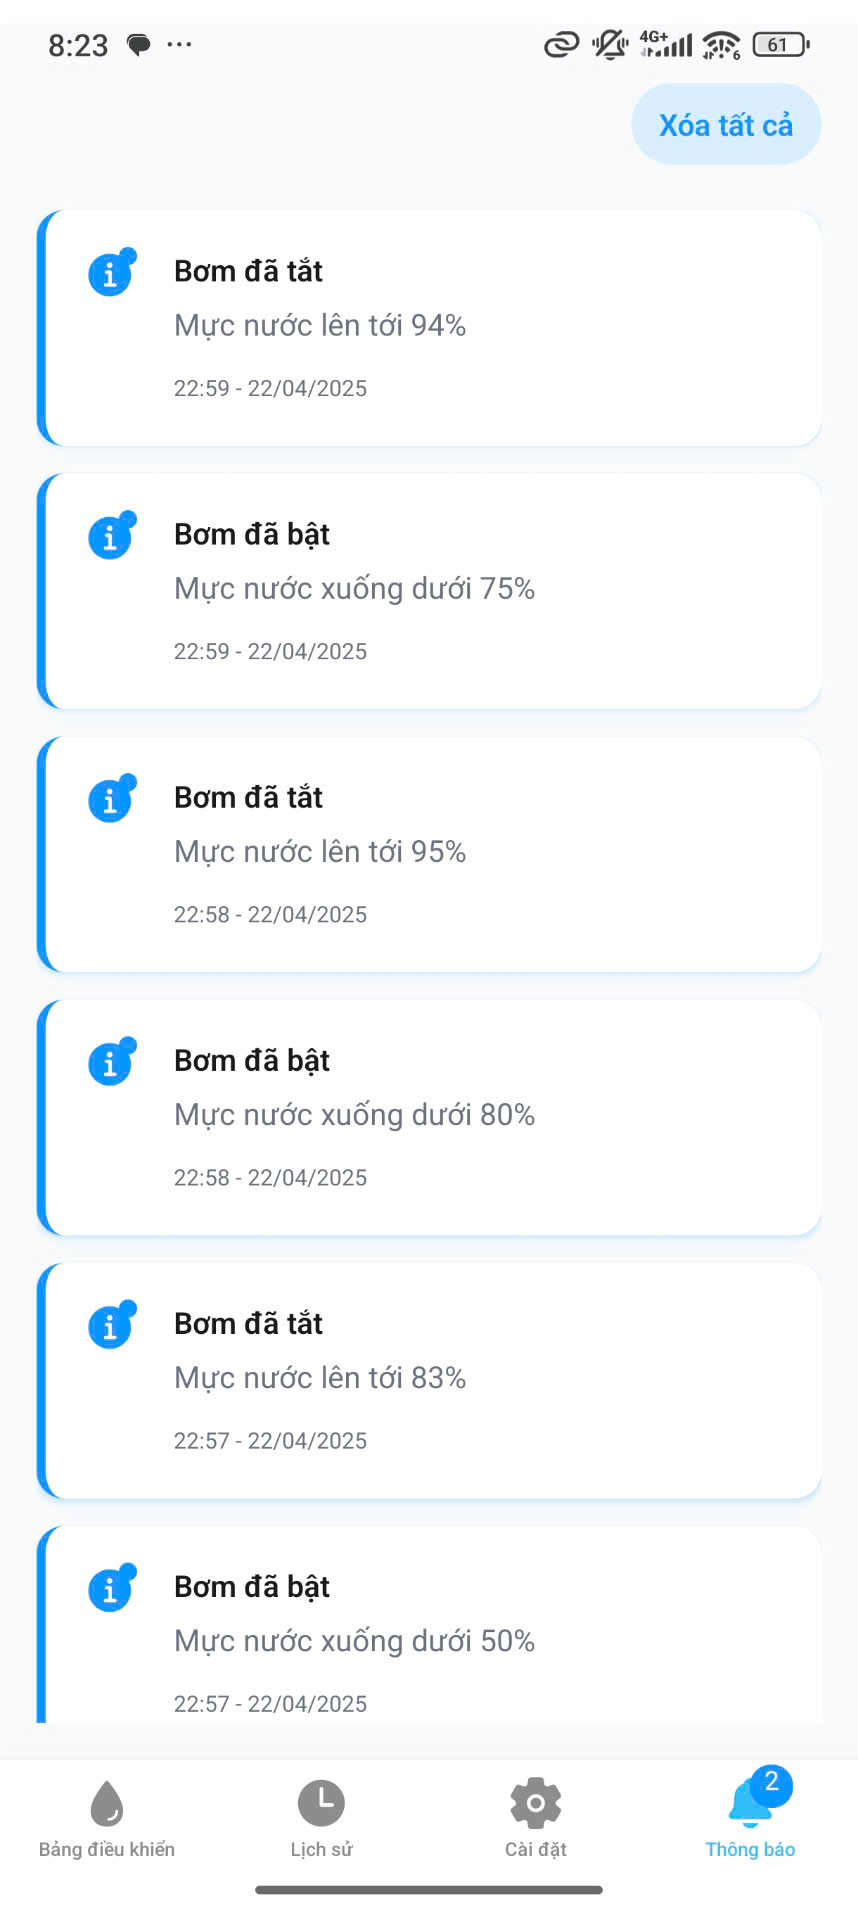 8:23
4G+
6
61
Xóa tất cả
Bơm đã tắt
Mực nước lên tới 94%
22:59 - 22/04/2025
Bơm đã bật
Mực nước xuống dưới 75%
22:59 - 22/04/2025
Bơm đã tắt
Mực nước lên tới 95%
22:58 - 22/04/2025
Bơm đã bật
Mực nước xuống dưới 80%
22:58 - 22/04/2025
Bơm đã tắt
Mực nước lên tới 83%
22:57 - 22/04/2025
Bơm đã bật
Mực nước xuống dưới 50%
22:57 - 22/04/2025
2
Bảng điều khiển
Lịch sử
Cài đặt
Thông báo